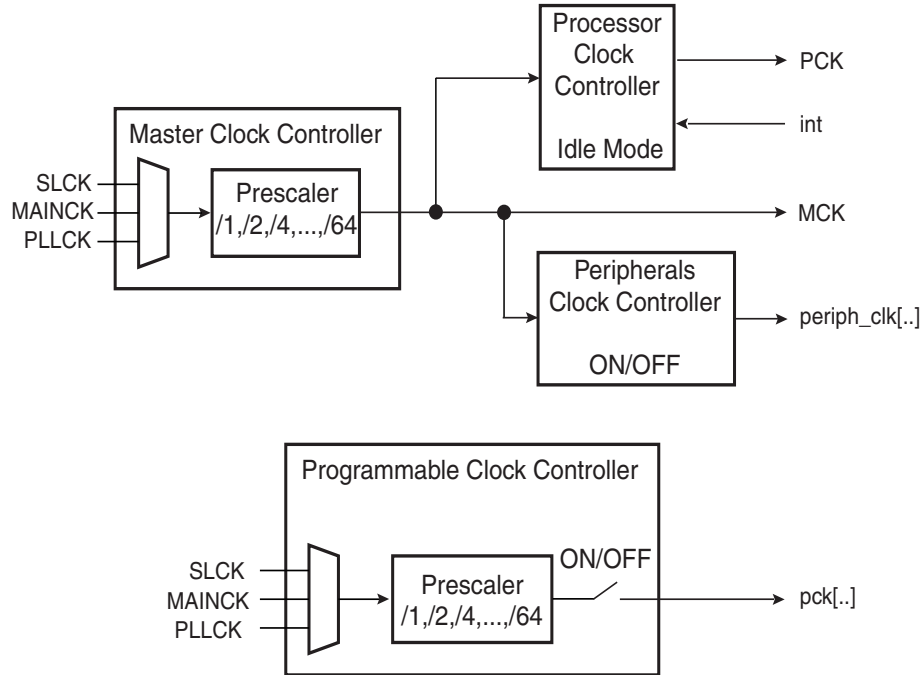 Processor
Clock
Controller
Idle Mode
PCK
int
Master Clock Controller
SLCK
MAINCK
PLLCK
Prescaler
/1,/2,/4,...,/64
MCK
Peripherals
Clock Controller
ON/OFF
periph_clk[..]
Programmable Clock Controller
SLCK
MAINCK
PLLCK
Prescaler
/1,/2,/4,...,/64
ON/OFF
pck[..]